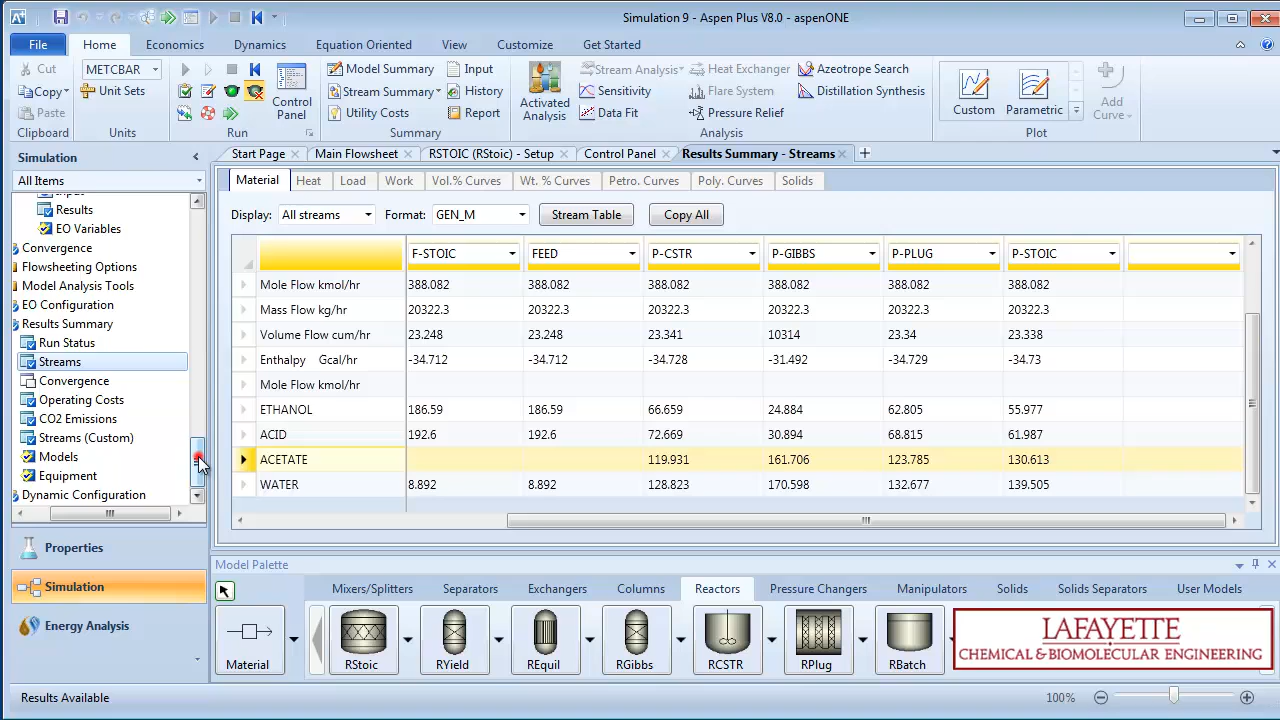 Simulation 9 - Aspen Plus V8.0 - aspenONE
File Home Economics Dynamics Equation Oriented View Customize Get Started
Cut METCBAR Model Summary Input Stream Analysis Heat Exchanger Azeotrope Search
Copy Unit Sets Stream Summary History Sensitivity Flare System Distillation Synthesis
Paste Control Panel Utility Costs Report Activated Analysis Data Fit Pressure Relief Custom Parametric Add Curve
Clipboard Units Run Summary Analysis Plot
Simulation Start Page Main Flowsheet RSTOIC (RStoic) - Setup Control Panel Results Summary - Streams
All Items Material Heat Load Work Vol.% Curves Wt. % Curves Petro. Curves Poly. Curves Solids
Display: All streams Format: GEN_M Stream Table Copy All
Results
EO Variables
Convergence
Flowsheeting Options
Model Analysis Tools
EO Configuration
Results Summary
Run Status
Streams
Convergence
Operating Costs
CO2 Emissions
Streams (Custom)
Models
Equipment
Dynamic Configuration
F-STOIC FEED P-CSTR P-GIBBS P-PLUG P-STOIC
Mole Flow kmol/hr 388.082 388.082 388.082 388.082 388.082 388.082
Mass Flow kg/hr 20322.3 20322.3 20322.3 20322.3 20322.3 20322.3
Volume Flow cum/hr 23.248 23.248 23.341 10314 23.34 23.338
Enthalpy Gcal/hr -34.712 -34.712 -34.728 -31.492 -34.729 -34.73
Mole Flow kmol/hr
ETHANOL 186.59 186.59 66.659 24.884 62.805 55.977
ACID 192.6 192.6 72.669 30.894 68.815 61.987
ACETATE 119.931 161.706 123.785 130.613
WATER 8.892 8.892 128.823 170.598 132.677 139.505
Properties
Simulation
Energy Analysis
Model Palette
Mixers/Splitters Separators Exchangers Columns Reactors Pressure Changers Manipulators Solids Solids Separators User Models
Material RStoic RYield REquil RGibbs RCSTR RPlug RBatch
LAFAYETTE
CHEMICAL & BIOMOLECULAR ENGINEERING
Results Available 100%